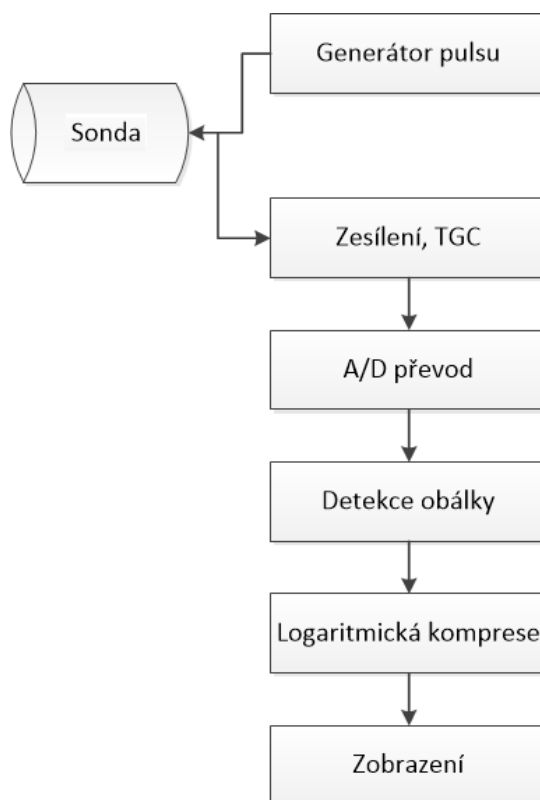 Generátor pulsu
Sonda
Zesílení, TGC
A/D převod
Detekce obálky
Logaritmická komprese
Zobrazení